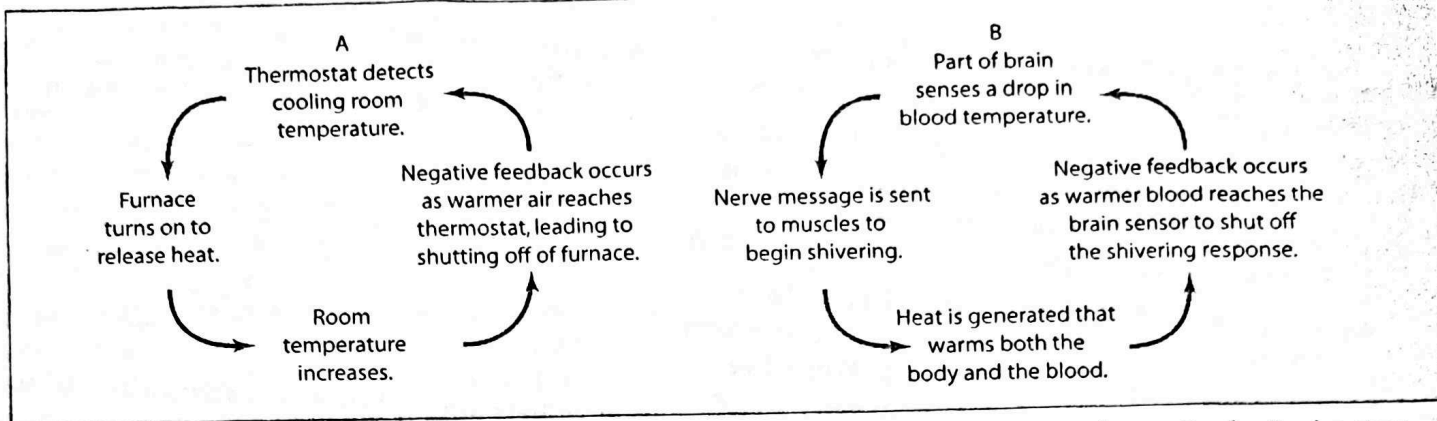 A
Thermostat detects
cooling room
temperature.
Furnace
turns on to
release heat.
Room
temperature
increases.
Negative feedback occurs
as warmer air reaches
thermostat, leading to
shutting off of furnace.
B
Part of brain
senses a drop in
blood temperature.
Nerve message is sent
to muscles to
begin shivering.
Heat is generated that
warms both the
body and the blood.
Negative feedback occurs
as warmer blood reaches the
brain sensor to shut off
the shivering response.